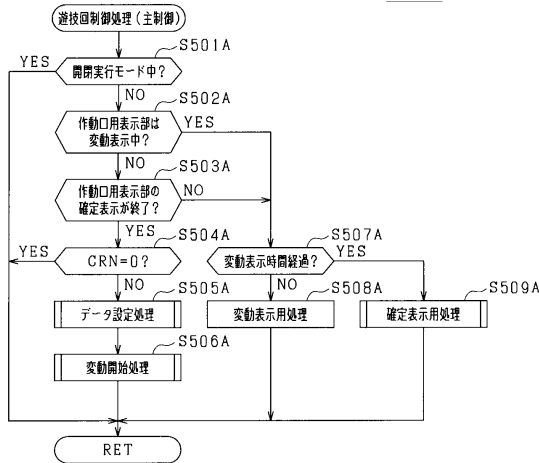 遊技回制御処理(主制御)
S501A
開閉実行モード中?
YES
NO
S502A
作動口用表示部は
変動表示中?
YES
NO
S503A
作動口用表示部の
確定表示が終了?
NO
YES
S504A
CRN=0?
YES
NO
S507A
変動表示時間経過?
YES
NO
S505A
データ設定処理
S508A
変動表示用処理
S509A
確定表示用処理
S506A
変動開始処理
RET